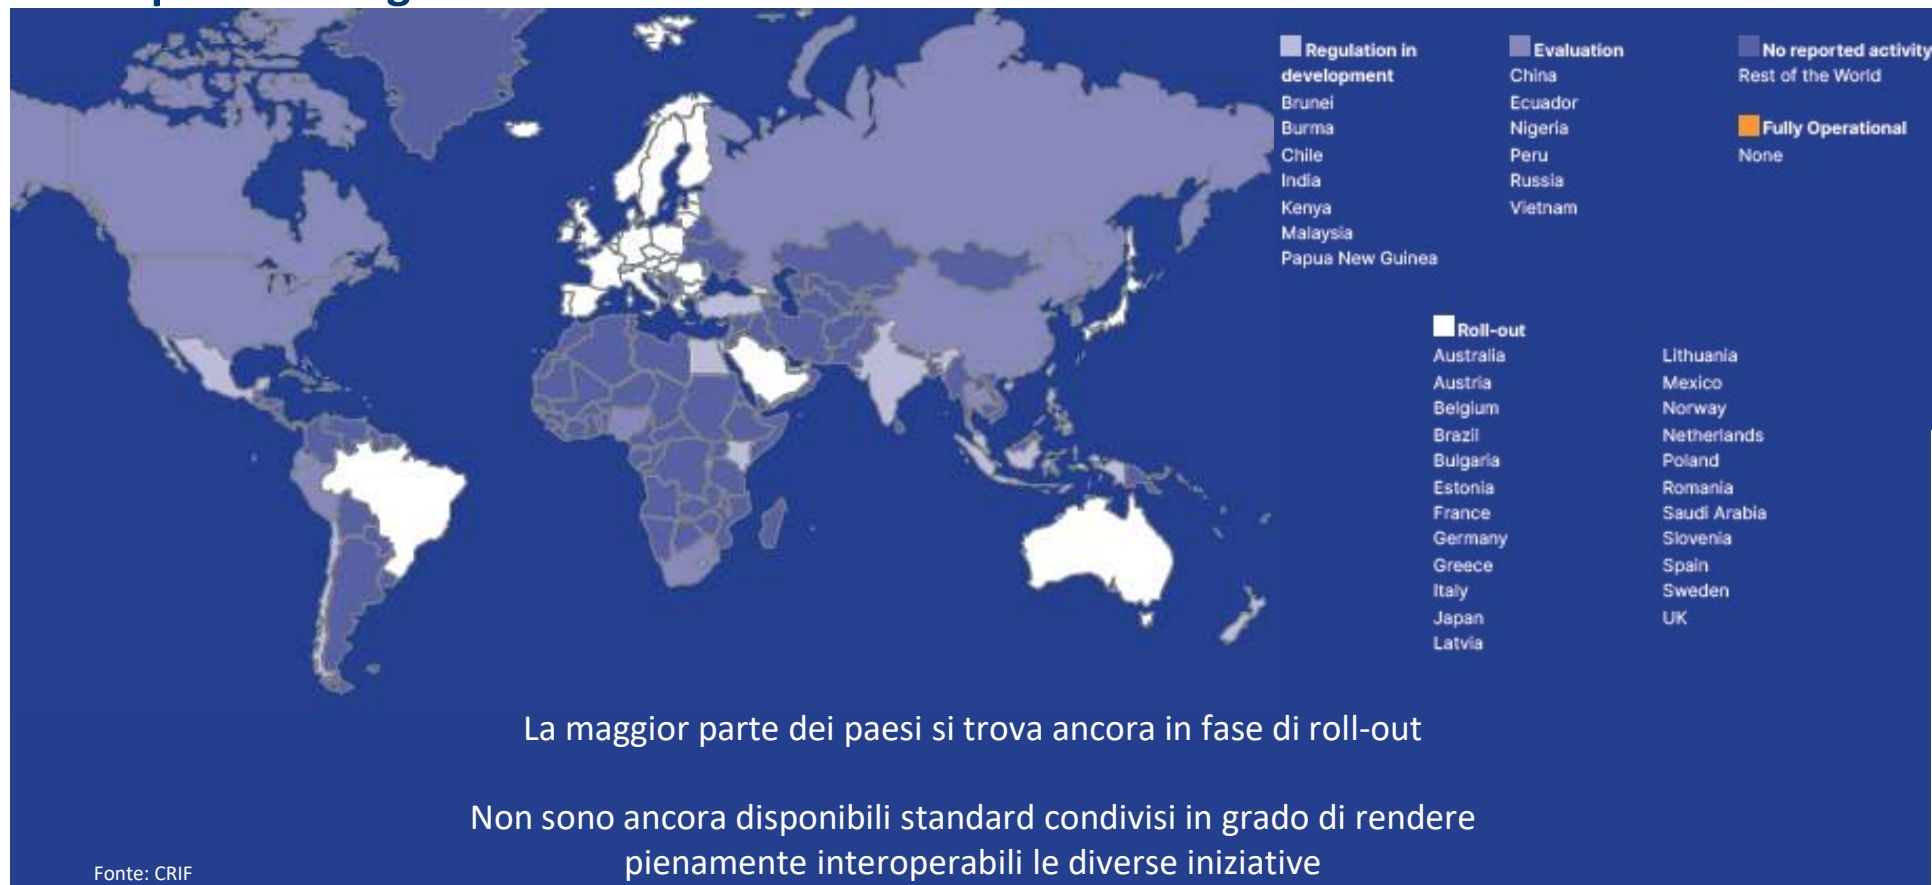 Regulation in
development
Brunei
Burma
Chile
India
Kenya
Malaysia
Papua New Guinea
Evaluation
China
Ecuador
Nigeria
Peru
Russia
Vietnam
No reported activity
Rest of the World
Fully Operational
None
Roll-out
Australia
Austria
Belgium
Brazil
Bulgaria
Estonia
France
Germany
Greece
Italy
Japan
Latvia
Lithuania
Mexico
Norway
Netherlands
Poland
Romania
Saudi Arabia
Slovenia
Spain
Sweden
UK
La maggior parte dei paesi si trova ancora in fase di roll-out
Non sono ancora disponibili standard condivisi in grado di rendere
pienamente interoperabili le diverse iniziative
Fonte: CRIF